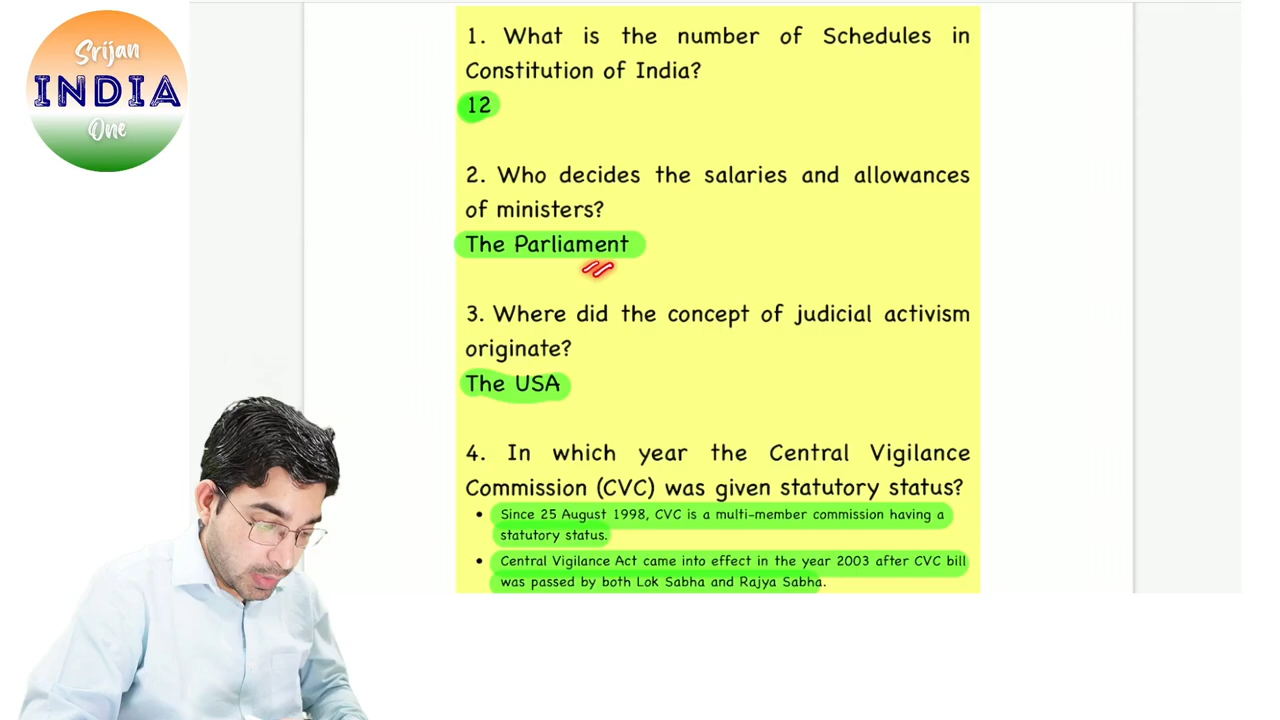 Srijan
INDIA
One
1. What is the number of Schedules in
Constitution of India?
12
2. Who decides the salaries and allowances
of ministers?
The Parliament
3. Where did the concept of judicial activism
originate?
The USA
4. In which year the Central Vigilance
Commission (CVC) was given statutory status?
• Since 25 August 1998, CVC is a multi-member commission having a
statutory status.
• Central Vigilance Act came into effect in the year 2003 after CVC bill
was passed by both Lok Sabha and Rajya Sabha.